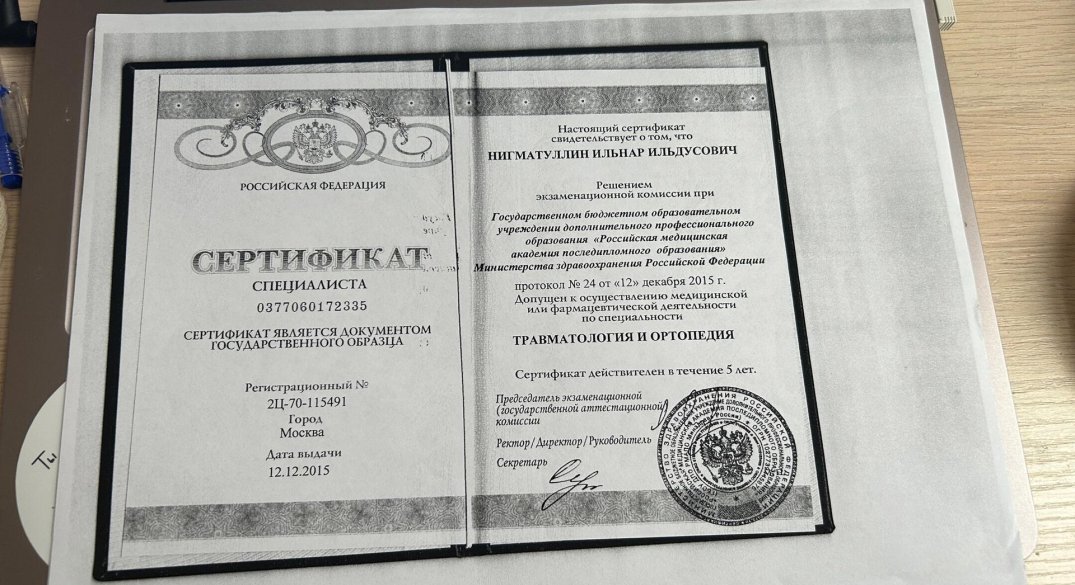 РОССИЙСКАЯ ФЕДЕРАЦИЯ
СЕРТИФИКАТ
СПЕЦИАЛИСТА
0377060172335
СЕРТИФИКАТ ЯВЛЯЕТСЯ ДОКУМЕНТОМ
ГОСУДАРСТВЕННОГО ОБРАЗЦА
Регистрационный №
2Ц-70-115491
Город
Москва
Дата выдачи
12.12.2015
Настоящий сертификат
свидетельствует о том, что
НИГМАТУЛЛИН ИЛЬНАР ИЛЬДУСОВИЧ
Решением
экзаменационной комиссии при
Государственном бюджетном образовательном
учреждении дополнительного профессионального
образования «Российская медицинская
академия последипломного образования»
Министерства здравоохранения Российской Федерации
протокол № 24 от «12» декабря 2015 г.
Допущен к осуществлению медицинской
или фармацевтической деятельности
по специальности
ТРАВМАТОЛОГИЯ И ОРТОПЕДИЯ
Сертификат действителен в течение 5 лет.
Председатель экзаменационной
(государственной аттестационной)
комиссии
Ректор/Директор/Руководитель
Секретарь